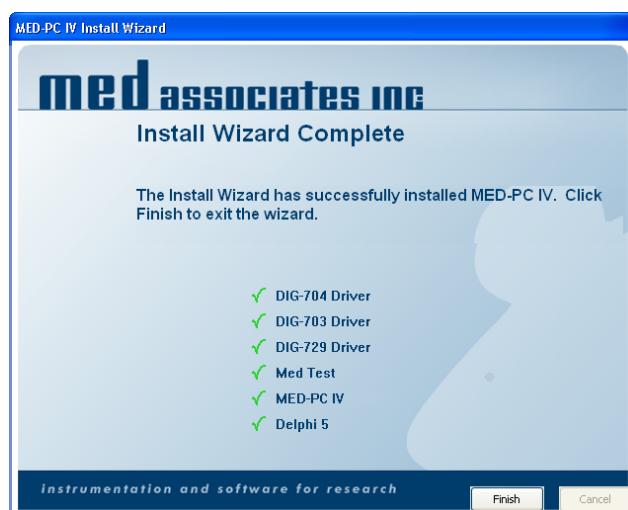 MED-PC IV Install Wizard
med associates inc
Install Wizard Complete
The Install Wizard has successfully installed MED-PC IV. Click
Finish to exit the wizard.
DIG-704 Driver
DIG-703 Driver
DIG-729 Driver
Med Test
MED-PC IV
Delphi 5
instrumentation and software for research
Finish
Cancel